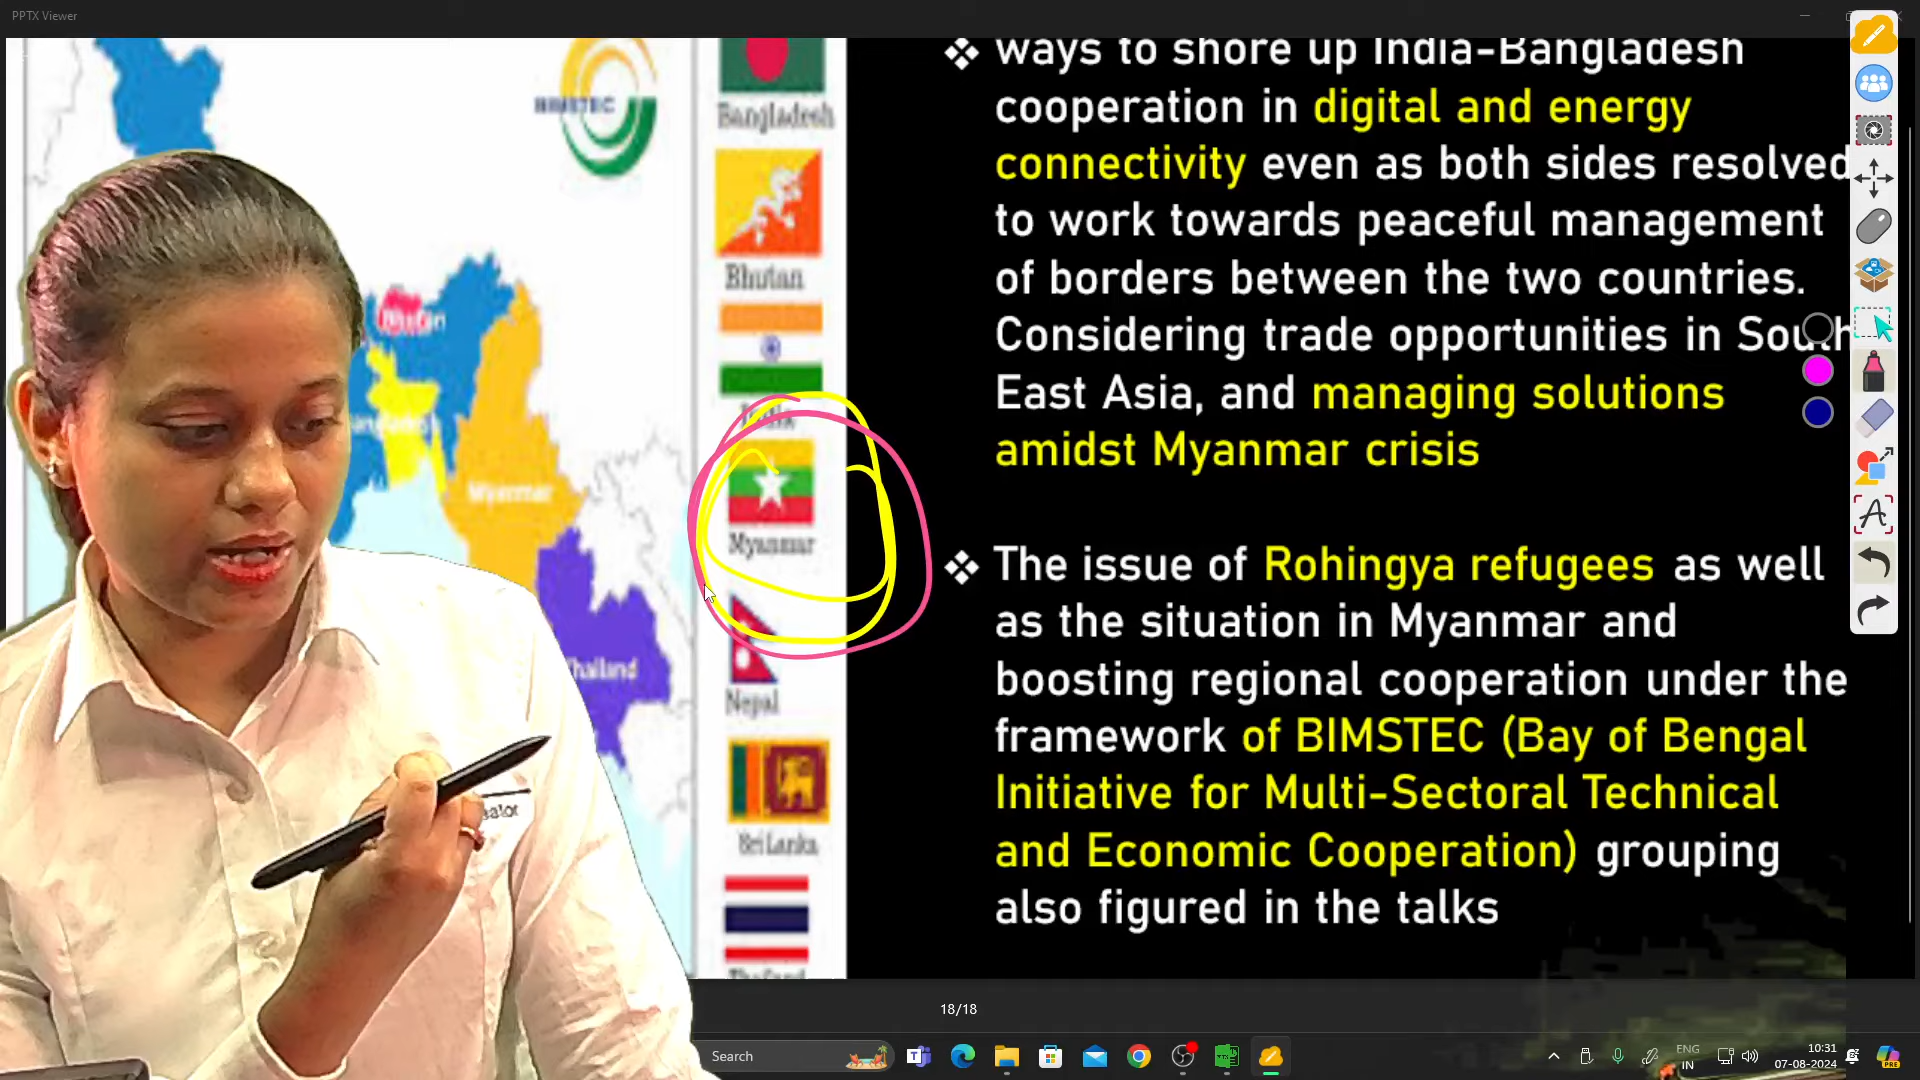 PPTX Viewer
BIMSTEC
Bangladesh
Bhutan
India
Myanmar
Nepal
Sri Lanka
Thailand
Bhutan
Bangladesh
Myanmar
Thailand
ways to shore up India-Bangladesh
cooperation in digital and energy
connectivity even as both sides resolved
to work towards peaceful management
of borders between the two countries.
Considering trade opportunities in South
East Asia, and managing solutions
amidst Myanmar crisis
The issue of Rohingya refugees as well
as the situation in Myanmar and
boosting regional cooperation under the
framework of BIMSTEC (Bay of Bengal
Initiative for Multi-Sectoral Technical
and Economic Cooperation) grouping
also figured in the talks
18/18
Search
ENG
IN
10:31
07-08-2024